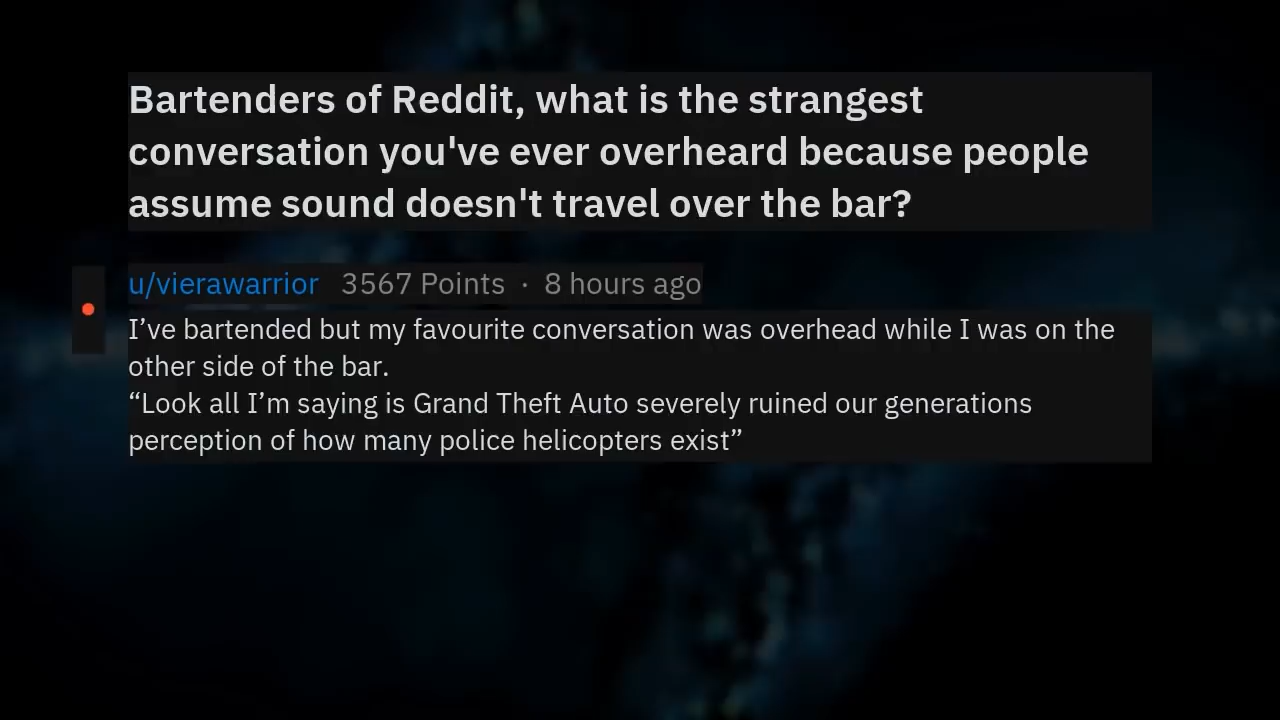 Bartenders of Reddit, what is the strangest
conversation you've ever overheard because people
assume sound doesn't travel over the bar?
u/vierawarrior 3567 Points · 8 hours ago
I’ve bartended but my favourite conversation was overhead while I was on the
other side of the bar.
“Look all I’m saying is Grand Theft Auto severely ruined our generations
perception of how many police helicopters exist”